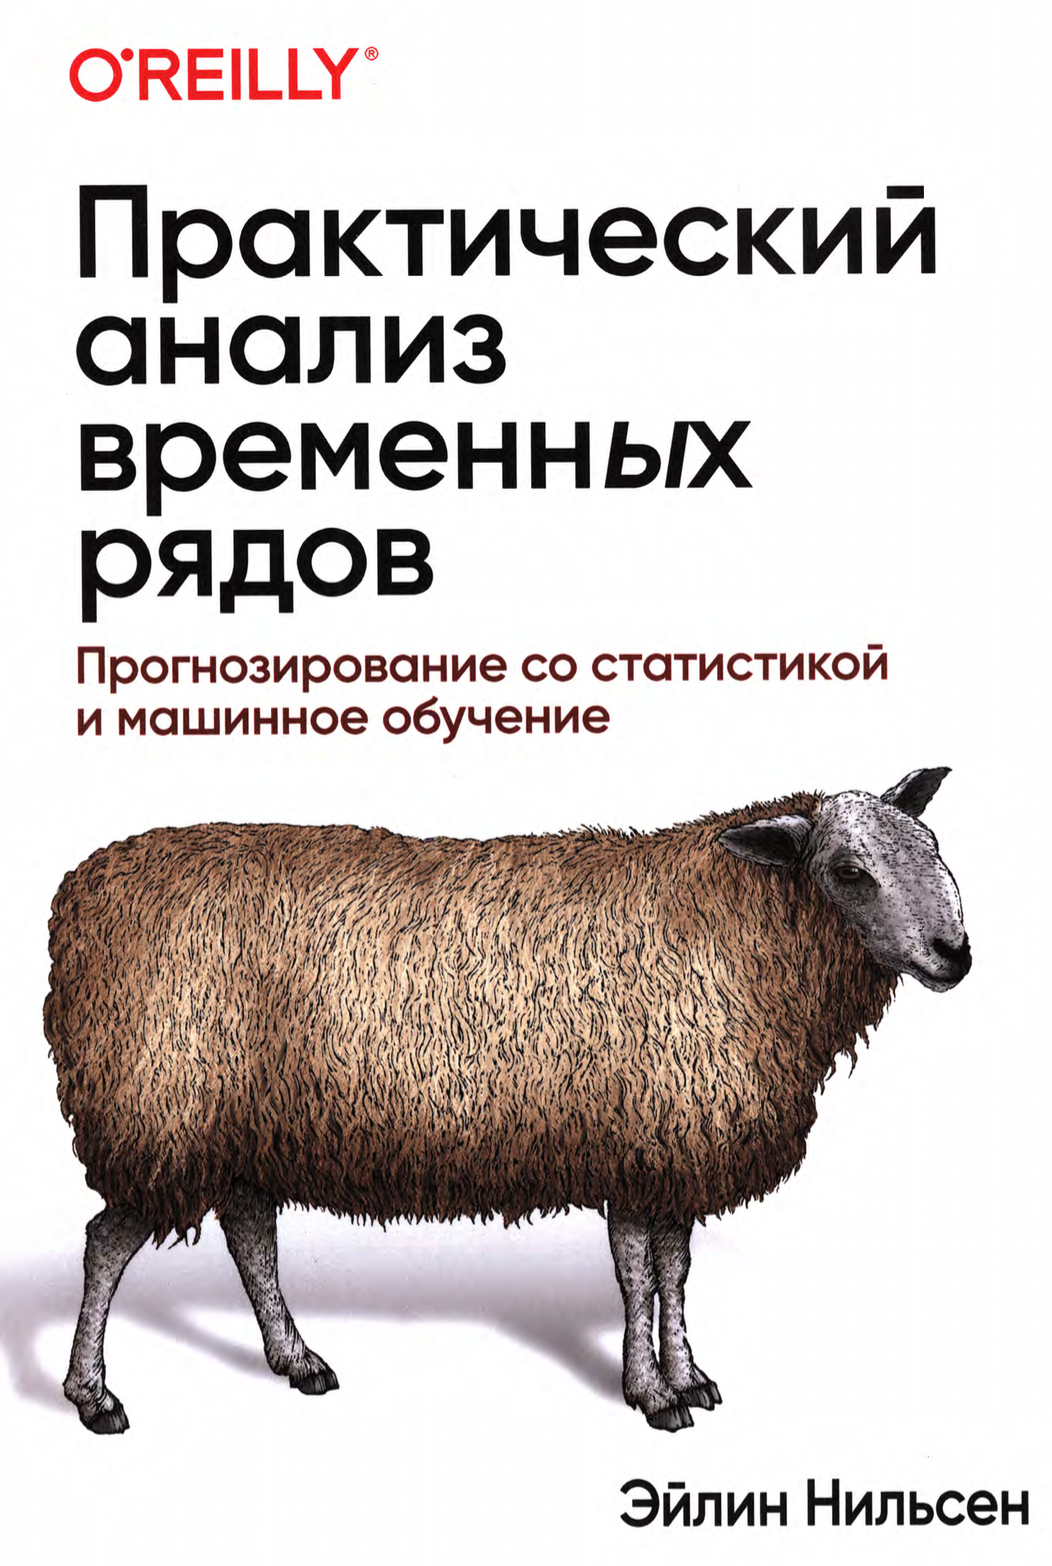 O'REILLY®
Практический
анализ
временных
рядов
Прогнозирование со статистикой
и машинное обучение
Эйлин Нильсен